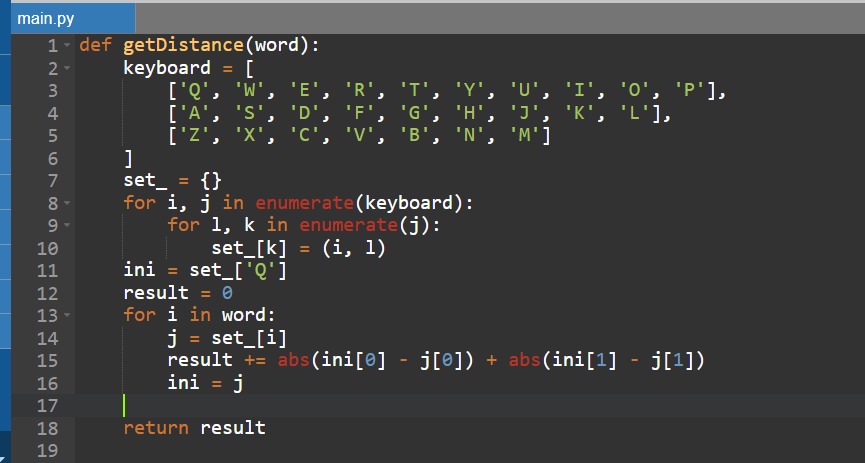 main.py
1 def getDistance(word):
2     keyboard = [
3         ['Q', 'W', 'E', 'R', 'T', 'Y', 'U', 'I', 'O', 'P'],
4         ['A', 'S', 'D', 'F', 'G', 'H', 'J', 'K', 'L'],
5         ['Z', 'X', 'C', 'V', 'B', 'N', 'M']
6     ]
7     set_ = {}
8     for i, j in enumerate(keyboard):
9         for l, k in enumerate(j):
10             set_[k] = (i, l)
11     ini = set_['Q']
12     result = 0
13     for i in word:
14         j = set_[i]
15         result += abs(ini[0] - j[0]) + abs(ini[1] - j[1])
16         ini = j
17
18     return result
19